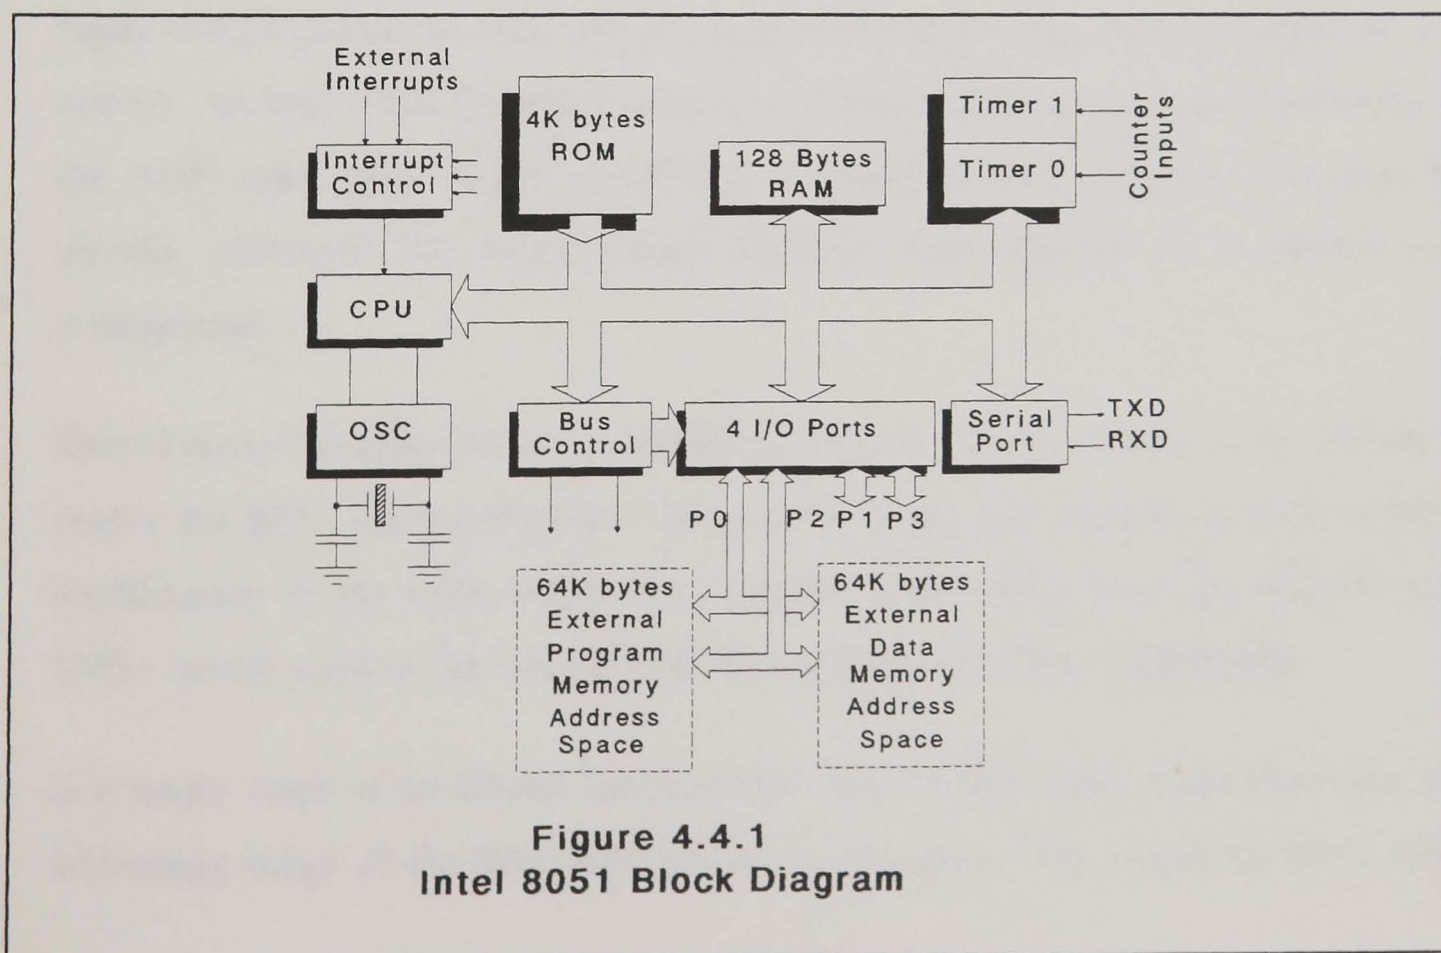 External
Interrupts
Interrupt
Control
4K bytes
ROM
128 Bytes
RAM
Timer 1
Timer 0
Counter
Inputs
CPU
OSC
Bus
Control
4 I/O Ports
Serial
Port
TXD
RXD
P0
P2
P1
P3
64K bytes
External
Program
Memory
Address
Space
64K bytes
External
Data
Memory
Address
Space
Figure 4.4.1
Intel 8051 Block Diagram